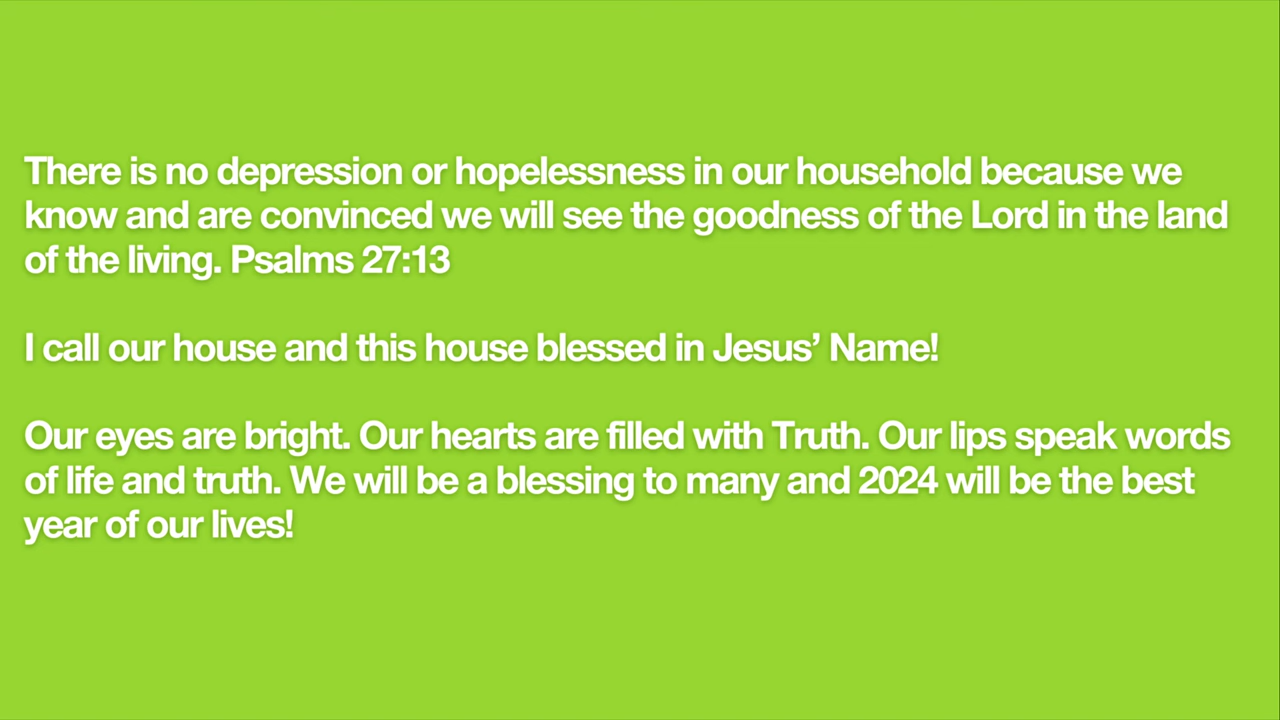 There is no depression or hopelessness in our household because we
know and are convinced we will see the goodness of the Lord in the land
of the living. Psalms 27:13
I call our house and this house blessed in Jesus’ Name!
Our eyes are bright. Our hearts are filled with Truth. Our lips speak words
of life and truth. We will be a blessing to many and 2024 will be the best
year of our lives!